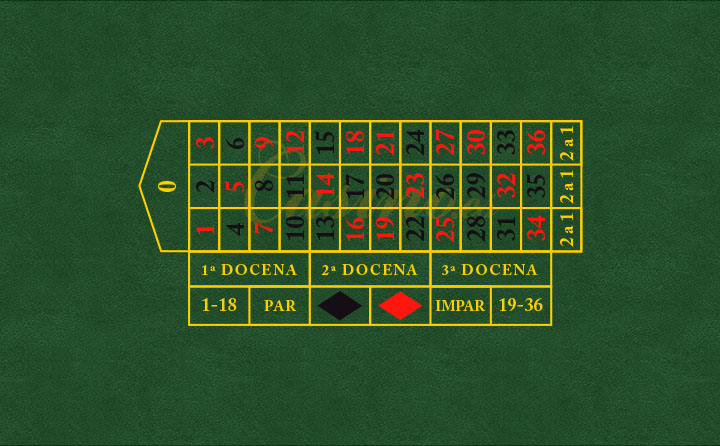 3 6 9 12 15 18 21 24 27 30 33 36 2 a 1
0 2 5 8 11 14 17 20 23 26 29 32 35 2 a 1
1 4 7 10 13 16 19 22 25 28 31 34 2 a 1
1ª DOCENA 2ª DOCENA 3ª DOCENA
1-18 PAR IMPAR 19-36